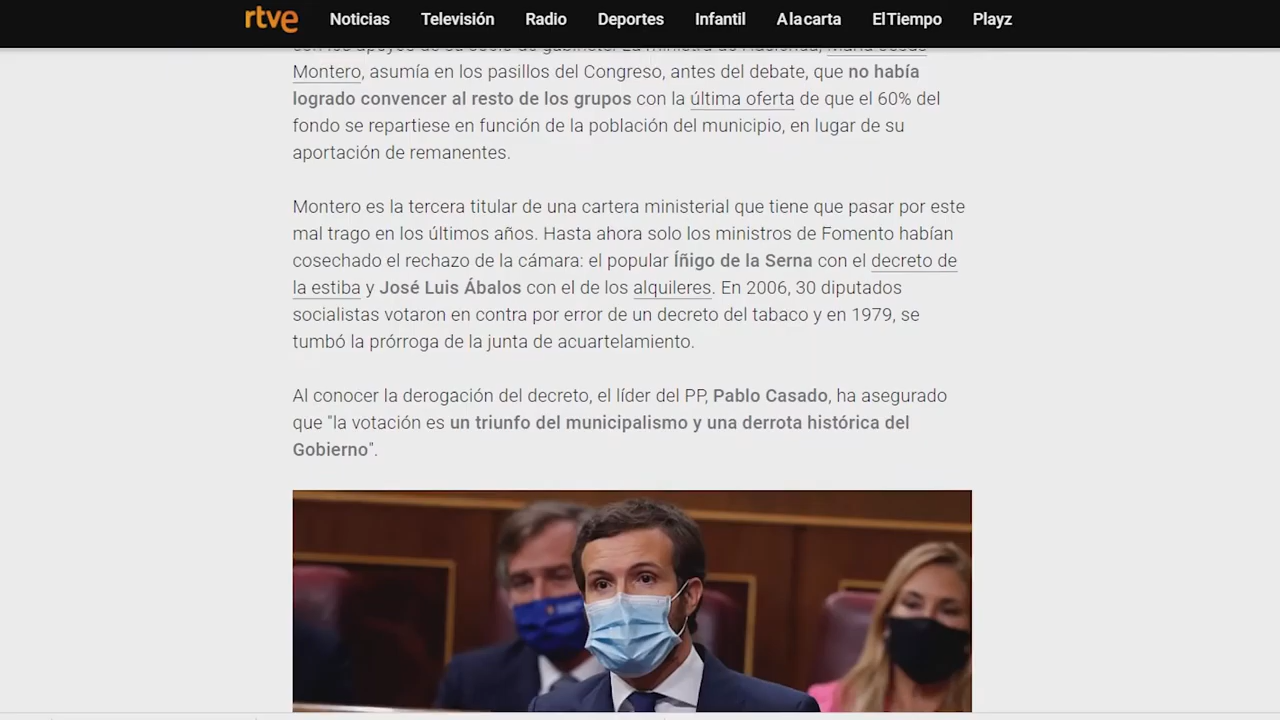 rtve Noticias Televisión Radio Deportes Infantil A la carta El Tiempo Playz
con los apoyos de su socio de gabinete. La ministra de Hacienda, María Jesús
Montero, asumía en los pasillos del Congreso, antes del debate, que no había
logrado convencer al resto de los grupos con la última oferta de que el 60% del
fondo se repartiese en función de la población del municipio, en lugar de su
aportación de remanentes.
Montero es la tercera titular de una cartera ministerial que tiene que pasar por este
mal trago en los últimos años. Hasta ahora solo los ministros de Fomento habían
cosechado el rechazo de la cámara: el popular Íñigo de la Serna con el decreto de
la estiba y José Luis Ábalos con el de los alquileres. En 2006, 30 diputados
socialistas votaron en contra por error de un decreto del tabaco y en 1979, se
tumbó la prórroga de la junta de acuartelamiento.
Al conocer la derogación del decreto, el líder del PP, Pablo Casado, ha asegurado
que "la votación es un triunfo del municipalismo y una derrota histórica del
Gobierno".